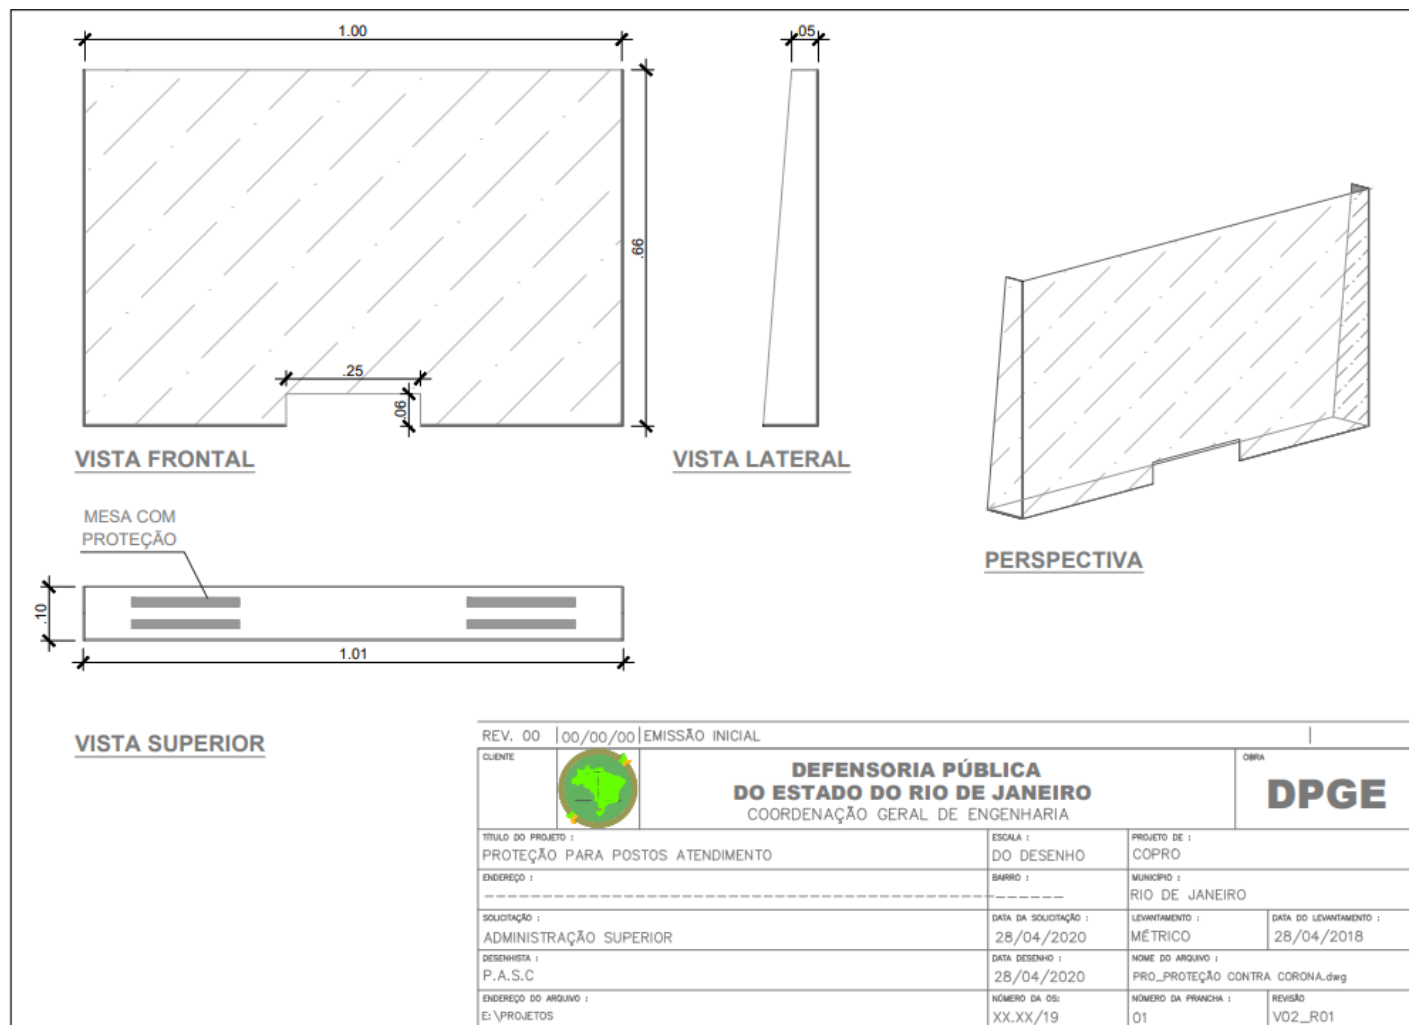 1.00
.05
.66
.25
.06
VISTA FRONTAL
VISTA LATERAL
MESA COM
PROTEÇÃO
PERSPECTIVA
.10
1.01
VISTA SUPERIOR
REV. 00 00/00/00 EMISSÃO INICIAL
CLIENTE
DEFENSORIA PÚBLICA
DO ESTADO DO RIO DE JANEIRO
COORDENAÇÃO GERAL DE ENGENHARIA
OBRA
DPGE
TÍTULO DO PROJETO :
PROTEÇÃO PARA POSTOS ATENDIMENTO
ESCALA :
DO DESENHO
PROJETO DE :
COPRO
ENDEREÇO :
BAIRRO :
MUNICÍPIO :
RIO DE JANEIRO
SOLICITAÇÃO :
ADMINISTRAÇÃO SUPERIOR
DATA DA SOLICITAÇÃO :
28/04/2020
LEVANTAMENTO :
MÉTRICO
DATA DO LEVANTAMENTO :
28/04/2018
DESENHISTA :
P.A.S.C
DATA DESENHO :
28/04/2020
NOME DO ARQUIVO :
PRO_PROTEÇÃO CONTRA CORONA.dwg
ENDEREÇO DO ARQUIVO :
E:\PROJETOS
NÚMERO DA OS:
XX.XX/19
NÚMERO DA PRANCHA :
01
REVISÃO
V02_R01